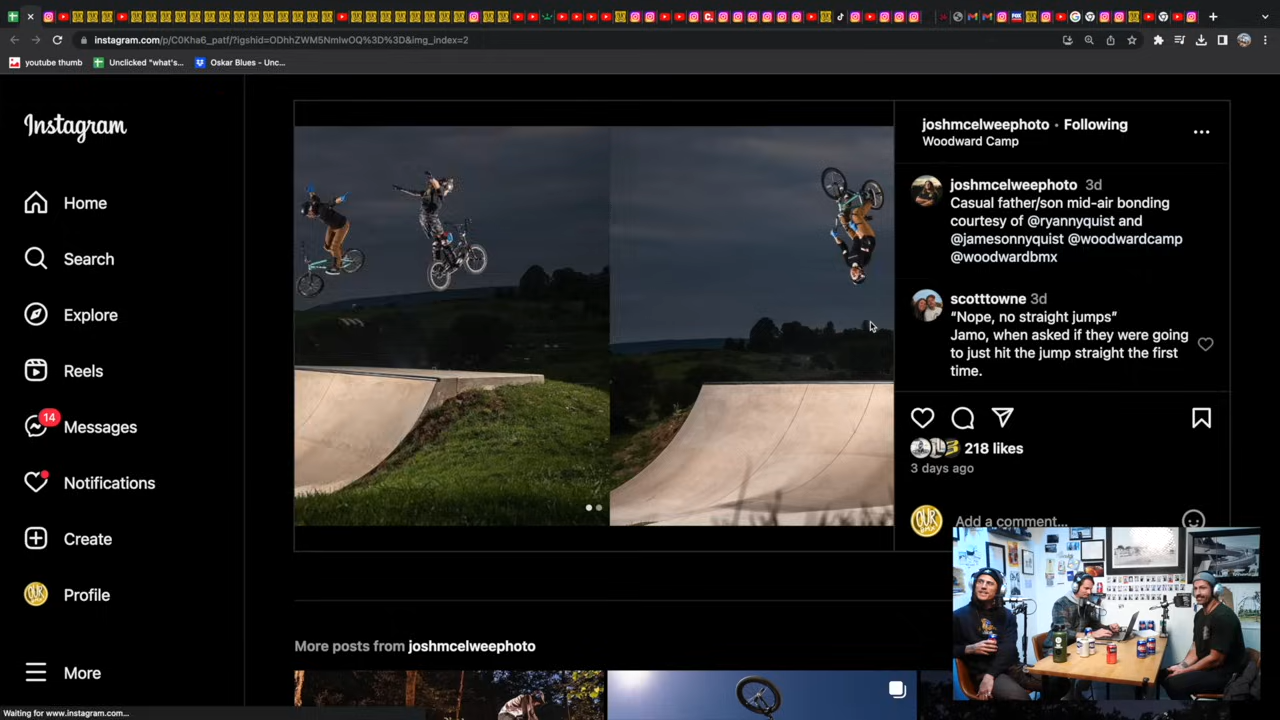 instagram.com/p/C0Kha6_patf/?igshid=ODhhZWM5NmIwOQ%3D%3D&img_index=2
youtube thumb
Unclicked "what's...
Oskar Blues - Unc...
Instagram
Home
Search
Explore
Reels
14
Messages
Notifications
Create
Profile
More
joshmcelweephoto • Following
Woodward Camp
joshmcelweephoto 3d
Casual father/son mid-air bonding
courtesy of @ryannyquist and
@jamesonnyquist @woodwardcamp
@woodwardbmx
scotttowne 3d
“Nope, no straight jumps”
Jamo, when asked if they were going
to just hit the jump straight the first
time.
218 likes
3 days ago
OUR
Add a comment...
More posts from joshmcelweephoto
Waiting for www.instagram.com...